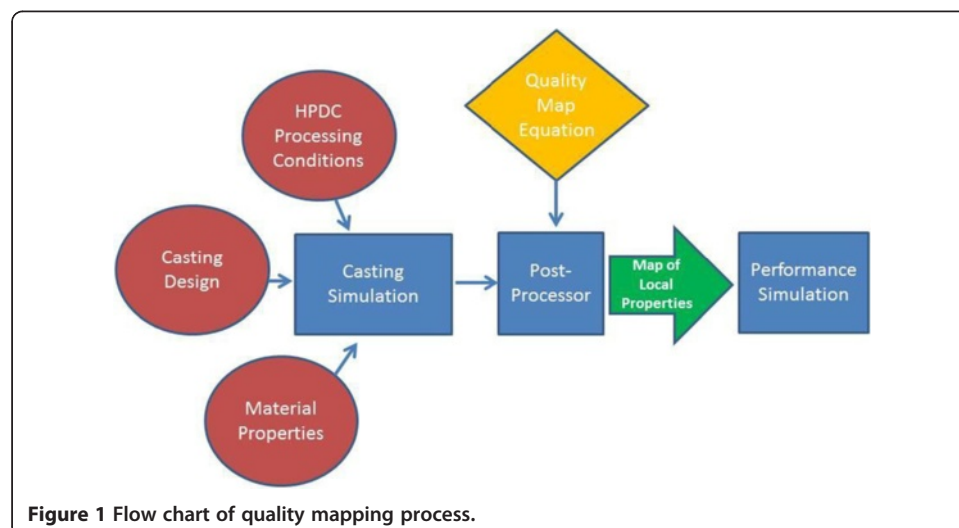 HPDC
Processing
Conditions
Quality
Map
Equation
Casting
Design
Casting
Simulation
Post-
Processor
Map of
Local
Properties
Performance
Simulation
Material
Properties
Figure 1 Flow chart of quality mapping process.